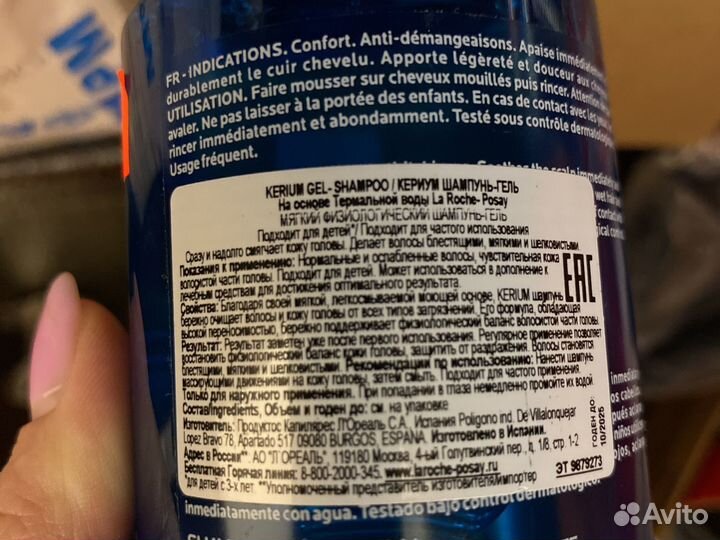 FR - INDICATIONS. Confort. Anti-démangeaisons. Apaise immédiatement
durablement le cuir chevelu. Apporte légèreté et douceur aux
UTILISATION. Faire mousser sur cheveux mouillés puis rincer. Attention
avaler. Ne pas laisser à la portée des enfants. En cas de contact avec les
rincer immédiatement et abondamment. Testé sous contrôle
Usage fréquent.
the scalp
KERIUM GEL- SHAMPOO / КЕРИУМ ШАМПУНЬ-ГЕЛЬ
На основе Термальной воды La Roche- Posay
МЯГКИЙ ФИЗИОЛОГИЧЕСКИЙ ШАМПУНЬ-ГЕЛЬ
Подходит для детей*/ Подходит для частого использования
Сразу и надолго смягчает кожу головы. Делает волосы блестящими, мягкими и шелковистыми.
Показания к применению: Нормальные и ослабленные волосы, чувствительная кожа
волосистой части головы. Подходит для детей. Может использоваться в дополнение к
лечебным средствам для достижения оптимального результата.
Свойства: Благодаря своей мягкой, легкосмываемой моющей основе, KERIUM шампунь
бережно очищает волосы и кожу головы от всех типов загрязнений. Его формула, обладающая
высокой переносимостью, бережно поддерживает физиологический баланс волосистой части головы.
Результат: Результат заметен уже после первого использования. Регулярное применение позволяет
восстановить физиологический баланс кожи головы, защитить от раздражения. Волосы становятся
блестящими, мягкими и шелковистыми. Рекомендации по использованию: Нанести шампунь
массирующими движениями на кожу головы, затем смыть. Подходит для частого применения.
Только для наружного применения. При попадании в глаза немедленно промойте их водой.
Состав/Ingredients, Объем и годен до: см. на упаковке
Изготовитель: Продуктос Капилярес Л'Ореаль С.А., Испания Poligono ind. De Villalonquejar
Lopez Bravo 78, Apartado 517 09080 BURGOS, ESPANA. Изготовлено в Испании.
Адрес в России**: АО "Л'ОРЕАЛЬ", 119180 Москва, 4-ый Голутвинский пер., д. 1/8, стр. 1-2
Бесплатная Горячая линия: 8-800-2000-345. www.laroche-posay.ru
*для детей с 3-х лет. **Уполномоченный представитель изготовителя/импортер
EAC
ГОДЕН ДО:
10/2025
ЭТ 9879273
inmediatamente con agua. Testado bajo control dermatológico.
Avito